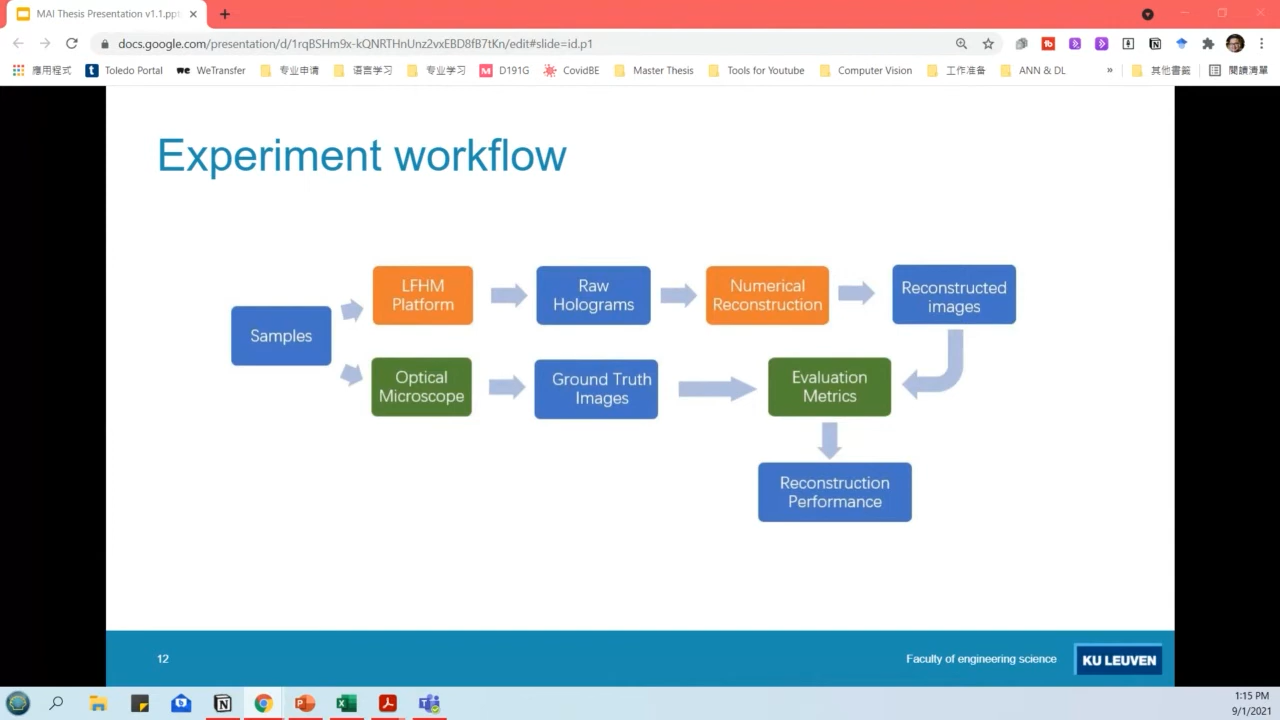 MAI Thesis Presentation v1.1.ppt
docs.google.com/presentation/d/1rqBSHm9x-kQNRTHnUnz2vxEBD8fB7tKn/edit#slide=id.p1
應用程式 Toledo Portal WeTransfer 专业申请 语言学习 专业学习 D191G CovidBE Master Thesis Tools for Youtube Computer Vision 工作准备 ANN & DL » 其他書籤 閱讀清單
Experiment workflow
LFHM
Platform
Raw
Holograms
Numerical
Reconstruction
Reconstructed
images
Samples
Optical
Microscope
Ground Truth
Images
Evaluation
Metrics
Reconstruction
Performance
12
Faculty of engineering science
KU LEUVEN
1:15 PM
9/1/2021